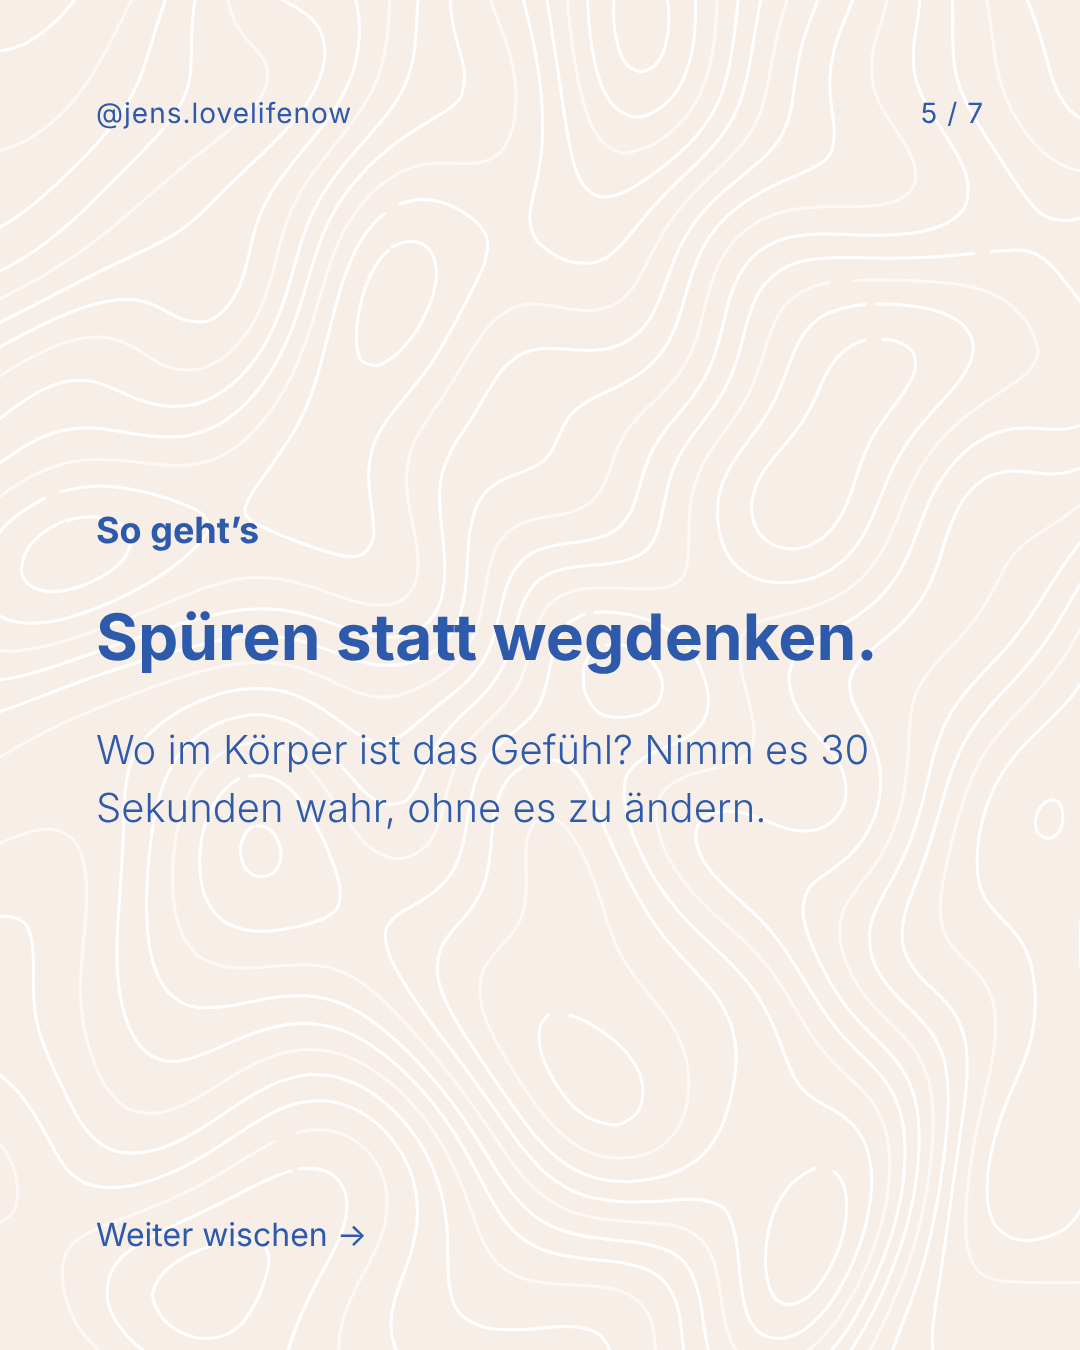 @jens.lovelifenow
5 / 7
So geht’s
Spüren statt wegdenken.
Wo im Körper ist das Gefühl? Nimm es 30
Sekunden wahr, ohne es zu ändern.
Weiter wischen →